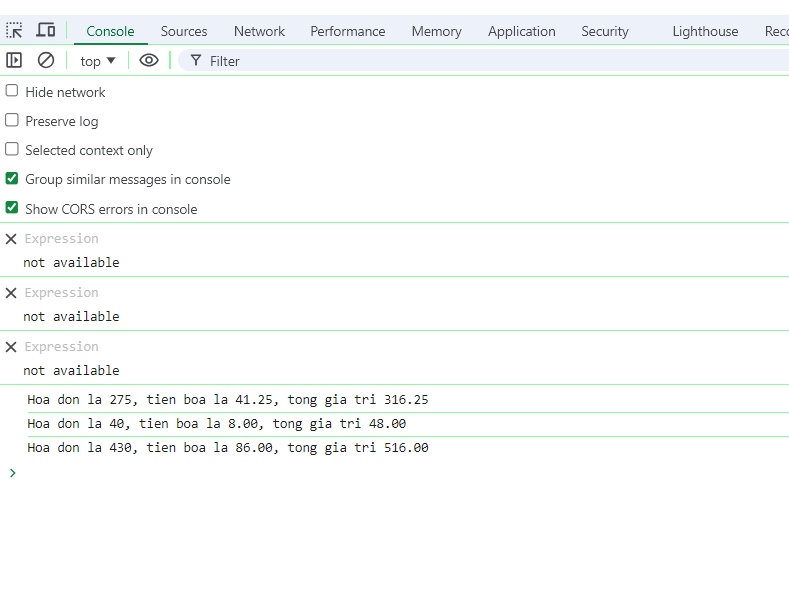 Console Sources Network Performance Memory Application Security Lighthouse
top Filter
Hide network
Preserve log
Selected context only
Group similar messages in console
Show CORS errors in console
Expression
not available
Expression
not available
Expression
not available
Hoa don la 275, tien boa la 41.25, tong gia tri 316.25
Hoa don la 40, tien boa la 8.00, tong gia tri 48.00
Hoa don la 430, tien boa la 86.00, tong gia tri 516.00